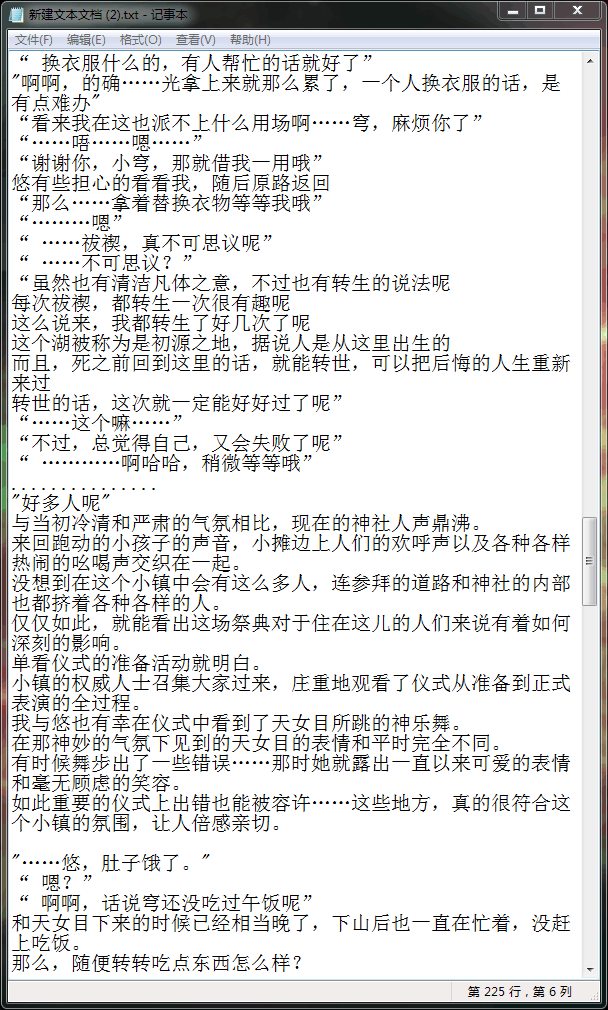 新建文本文档 (2).txt - 记事本
文件(F) 编辑(E) 格式(O) 查看(V) 帮助(H)
“ 换衣服什么的，有人帮忙的话就好了”
"啊啊，的确……光拿上来就那么累了，一个人换衣服的话，是
有点难办"
“看来我在这也派不上什么用场啊……穹，麻烦你了”
“……唔……嗯……”
“谢谢你，小穹，那就借我一用哦”
悠有些担心的看看我，随后原路返回
“那么……拿着替换衣物等等我哦”
“………嗯”
“ ……祓禊，真不可思议呢”
“ ……不可思议？”
“虽然也有清洁凡体之意，不过也有转生的说法呢
每次祓禊，都转生一次很有趣呢
这么说来，我都转生了好几次了呢
这个湖被称为是初源之地，据说人是从这里出生的
而且，死之前回到这里的话，就能转世，可以把后悔的人生重新
来过
转世的话，这次就一定能好好过了呢”
“……这个嘛……”
“不过，总觉得自己，又会失败了呢”
“ …………啊哈哈，稍微等等哦”
...............
"好多人呢"
与当初冷清和严肃的气氛相比，现在的神社人声鼎沸。
来回跑动的小孩子的声音，小摊边上人们的欢呼声以及各种各样
热闹的吆喝声交织在一起。
没想到在这个小镇中会有这么多人，连参拜的道路和神社的内部
也都挤着各种各样的人。
仅仅如此，就能看出这场祭典对于住在这儿的人们来说有着如何
深刻的影响。
单看仪式的准备活动就明白。
小镇的权威人士召集大家过来，庄重地观看了仪式从准备到正式
表演的全过程。
我与悠也有幸在仪式中看到了天女目所跳的神乐舞。
在那神妙的气氛下见到的天女目的表情和平时完全不同。
有时候舞步出了一些错误……那时她就露出一直以来可爱的表情
和毫无顾虑的笑容。
如此重要的仪式上出错也能被容许……这些地方，真的很符合这
个小镇的氛围，让人倍感亲切。
"……悠，肚子饿了。"
“ 嗯？”
“ 啊啊，话说穹还没吃过午饭呢”
和天女目下来的时候已经相当晚了，下山后也一直在忙着，没赶
上吃饭。
那么，随便转转吃点东西怎么样？
第 225 行，第 6 列